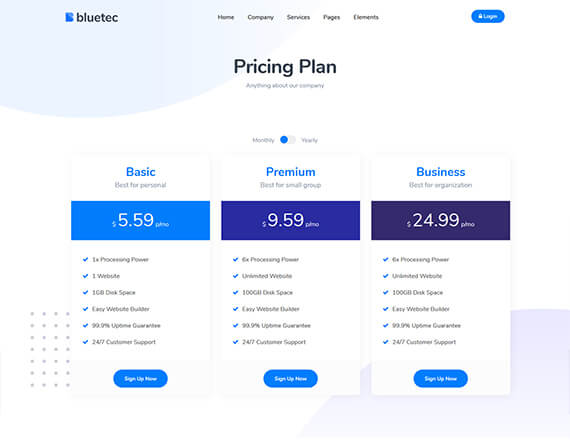 bluetec
Home Company Services Pages Elements
Login
Pricing Plan
Anything about our company
Monthly Yearly
Basic
Best for personal
$ 5.59 p/mo
1x Processing Power
1 Website
1GB Disk Space
Easy Website Builder
99.9% Uptime Guarantee
24/7 Customer Support
Sign Up Now
Premium
Best for small group
$ 9.59 p/mo
6x Processing Power
Unlimited Website
100GB Disk Space
Easy Website Builder
99.9% Uptime Guarantee
24/7 Customer Support
Sign Up Now
Business
Best for organization
$ 24.99 p/mo
6x Processing Power
Unlimited Website
100GB Disk Space
Easy Website Builder
99.9% Uptime Guarantee
24/7 Customer Support
Sign Up Now